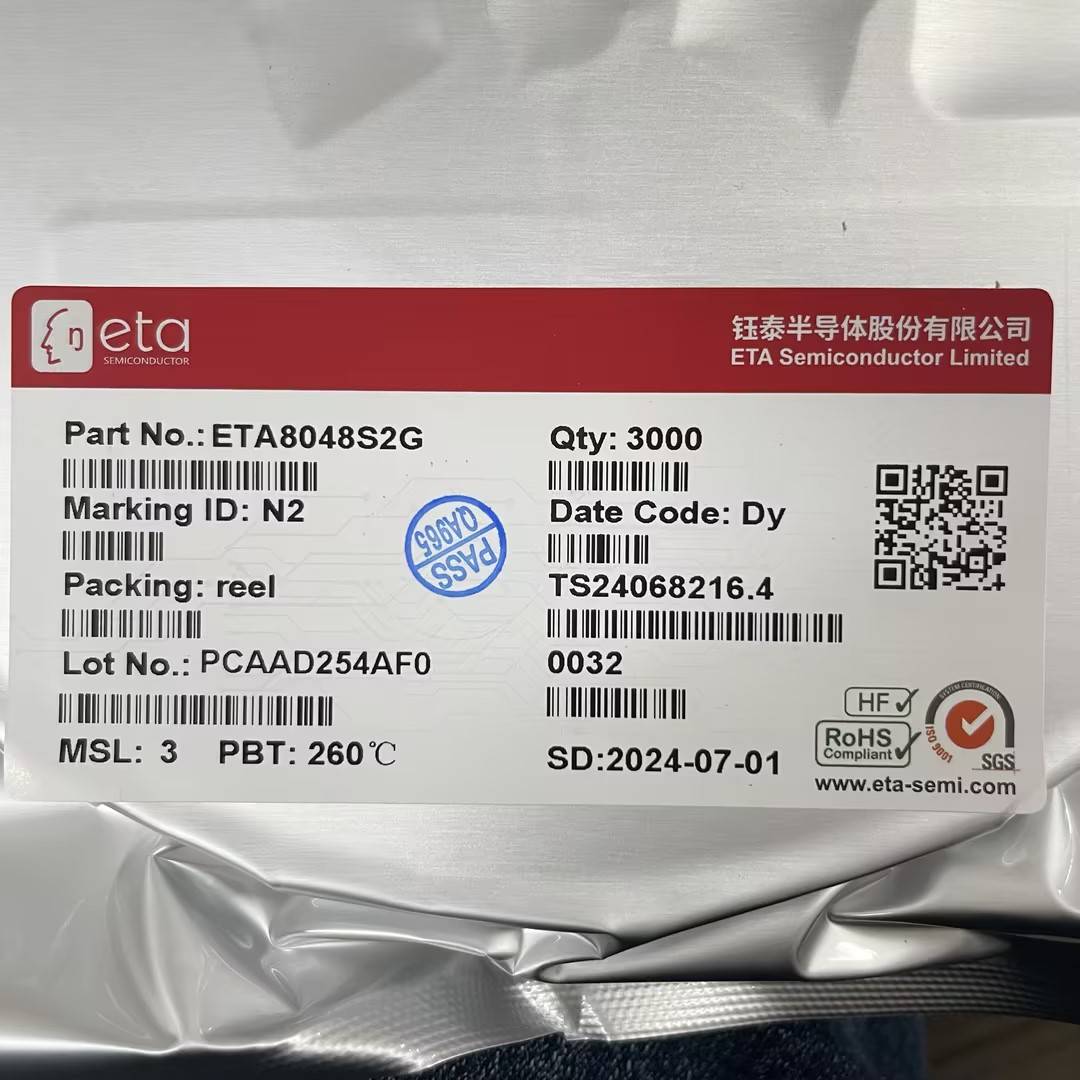 η eta
SEMICONDUCTOR
钰泰半导体股份有限公司
ETA Semiconductor Limited
Part No.:ETA8048S2G
Qty: 3000
Marking ID: N2
Date Code: Dy
PASS
QA965
Packing: reel
TS24068216.4
Lot No.: PCAAD254AF0
0032
MSL: 3 PBT: 260℃
SD:2024-07-01
HF
RoHS
Compliant
SYSTEM CERTIFICATION
ISO 9001
SGS
www.eta-semi.com